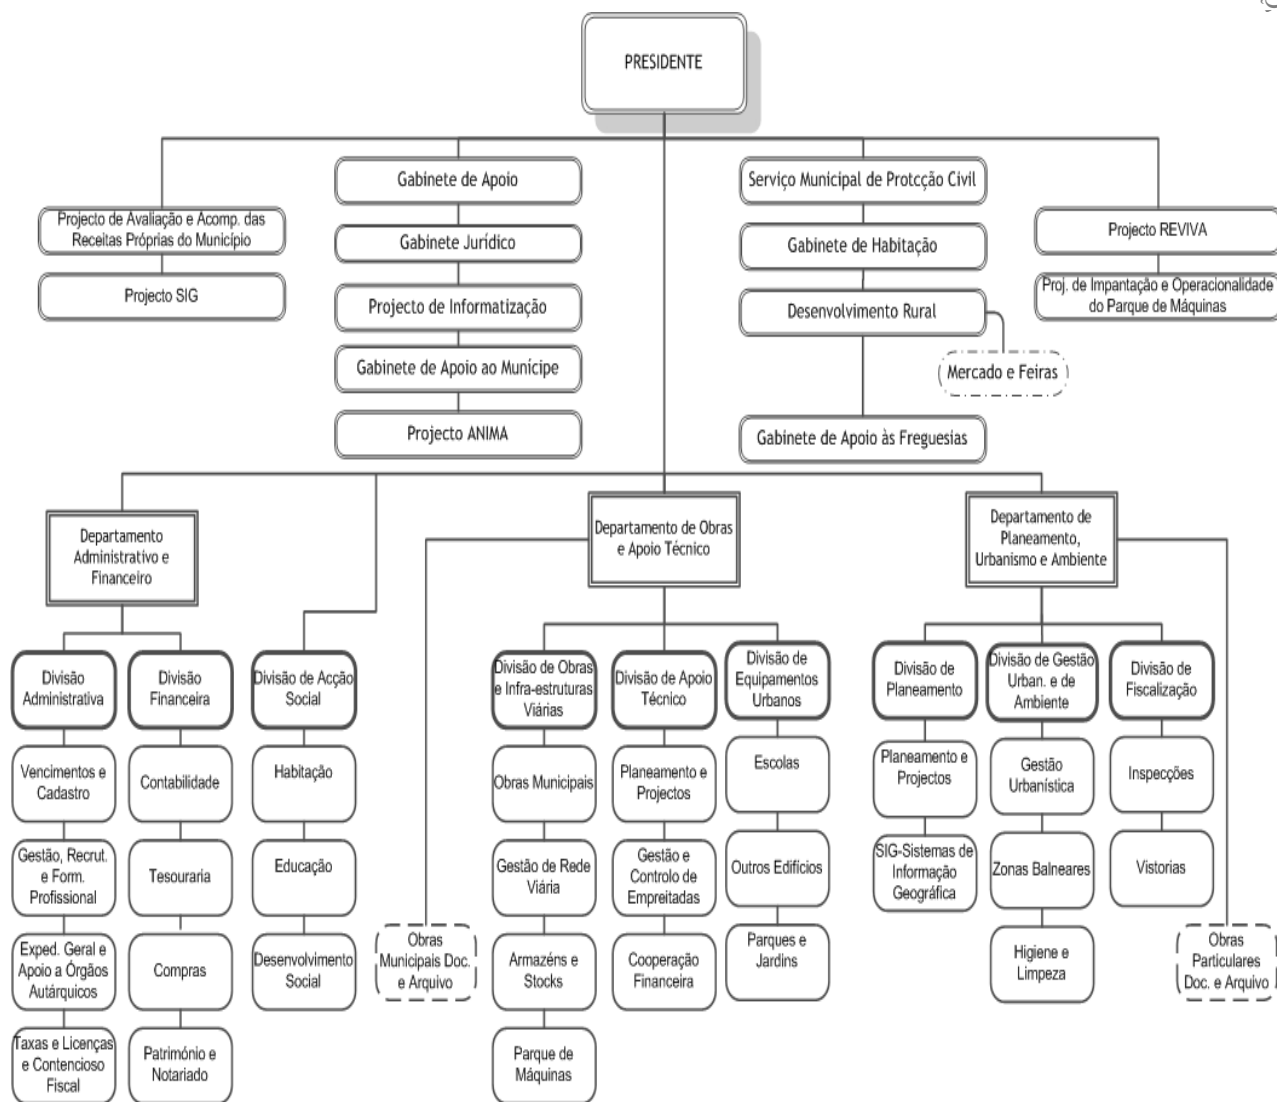 PRESIDENTE
Gabinete de Apoio
Serviço Municipal de Protcção Civil
Projecto de Avaliação e Acomp. das
Receitas Próprias do Município
Gabinete Jurídico
Gabinete de Habitação
Projecto REVIVA
Projecto SIG
Projecto de Informatização
Desenvolvimento Rural
Proj. de Impantação e Operacionalidade
do Parque de Máquinas
Gabinete de Apoio ao Munícipe
Mercado e Feiras
Projecto ANIMA
Gabinete de Apoio às Freguesias
Departamento
Administrativo e
Financeiro
Departamento de Obras
e Apoio Técnico
Departamento de
Planeamento,
Urbanismo e Ambiente
Divisão
Administrativa
Divisão
Financeira
Divisão de Acção
Social
Divisão de Obras
e Infra-estruturas
Viárias
Divisão de Apoio
Técnico
Divisão de
Equipamentos
Urbanos
Divisão de
Planeamento
Divisão de Gestão
Urban. e de
Ambiente
Divisão de
Fiscalização
Vencimentos e
Cadastro
Contabilidade
Habitação
Obras Municipais
Planeamento e
Projectos
Escolas
Planeamento e
Projectos
Gestão
Urbanística
Inspecções
Gestão, Recrut.
e Form.
Profissional
Tesouraria
Educação
Gestão de Rede
Viária
Gestão e
Controlo de
Empreitadas
Outros Edifícios
SIG-Sistemas de
Informação
Geográfica
Zonas Balneares
Vistorias
Exped. Geral e
Apoio a Órgãos
Autárquicos
Compras
Desenvolvimento
Social
Obras
Municipais Doc.
e Arquivo
Armazéns e
Stocks
Cooperação
Financeira
Parques e
Jardins
Higiene e
Limpeza
Obras
Particulares
Doc. e Arquivo
Taxas e Licenças
e Contencioso
Fiscal
Património e
Notariado
Parque de
Máquinas